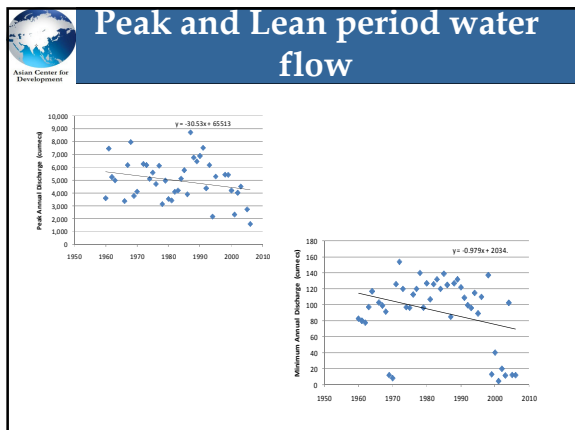 Peak and Lean period water
flow
Asian Center for
Development
Peak Annual Discharge (cumecs)
10,000
9,000
8,000
7,000
6,000
5,000
4,000
3,000
2,000
1,000
0
y = -30.53x + 65513
1950 1960 1970 1980 1990 2000 2010
Minimum Annual Discharge (cumecs)
180
160
140
120
100
80
60
40
20
0
y = -0.979x + 2034.
1950 1960 1970 1980 1990 2000 2010